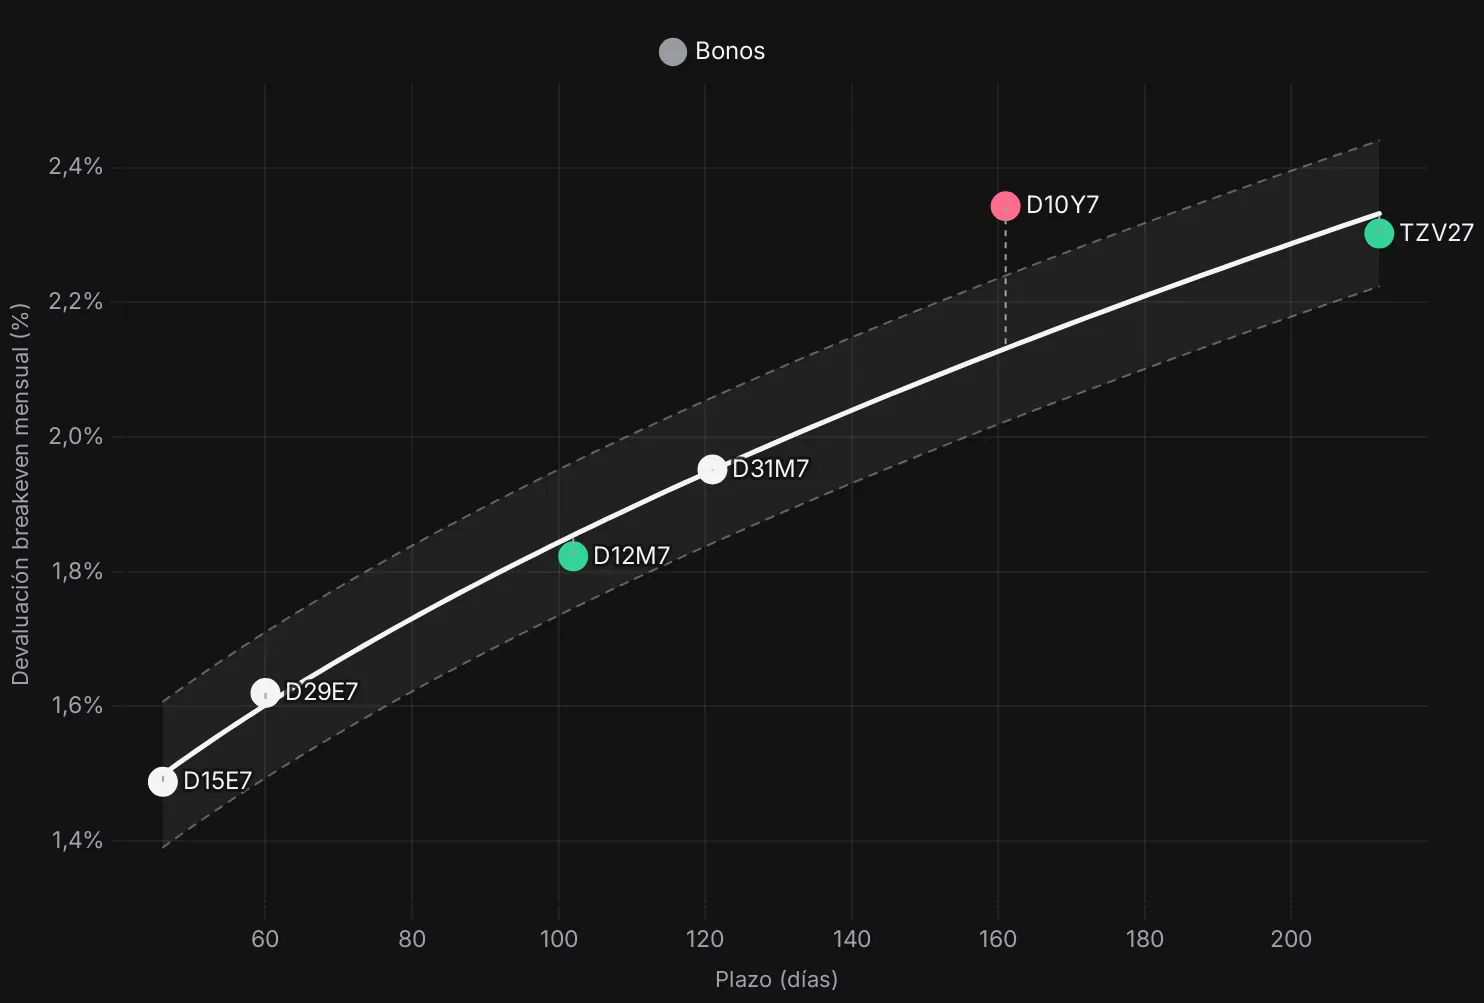 Bonos
Devaluación breakeven mensual (%)
2,4%
2,2%
2,0%
1,8%
1,6%
1,4%
D10Y7
TZV27
D31M7
D12M7
D29E7
D15E7
60 80 100 120 140 160 180 200
Plazo (días)